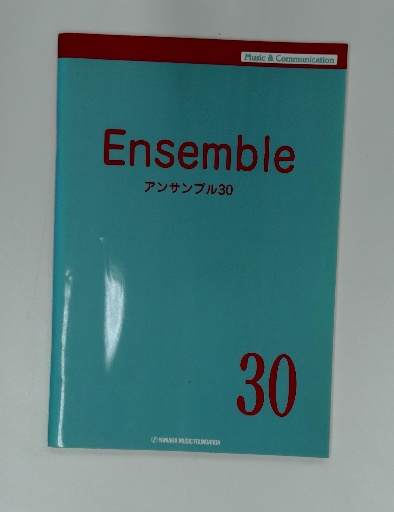 Music & Communication
Ensemble
アンサンブル30
30
YAMAHA MUSIC FOUNDATION